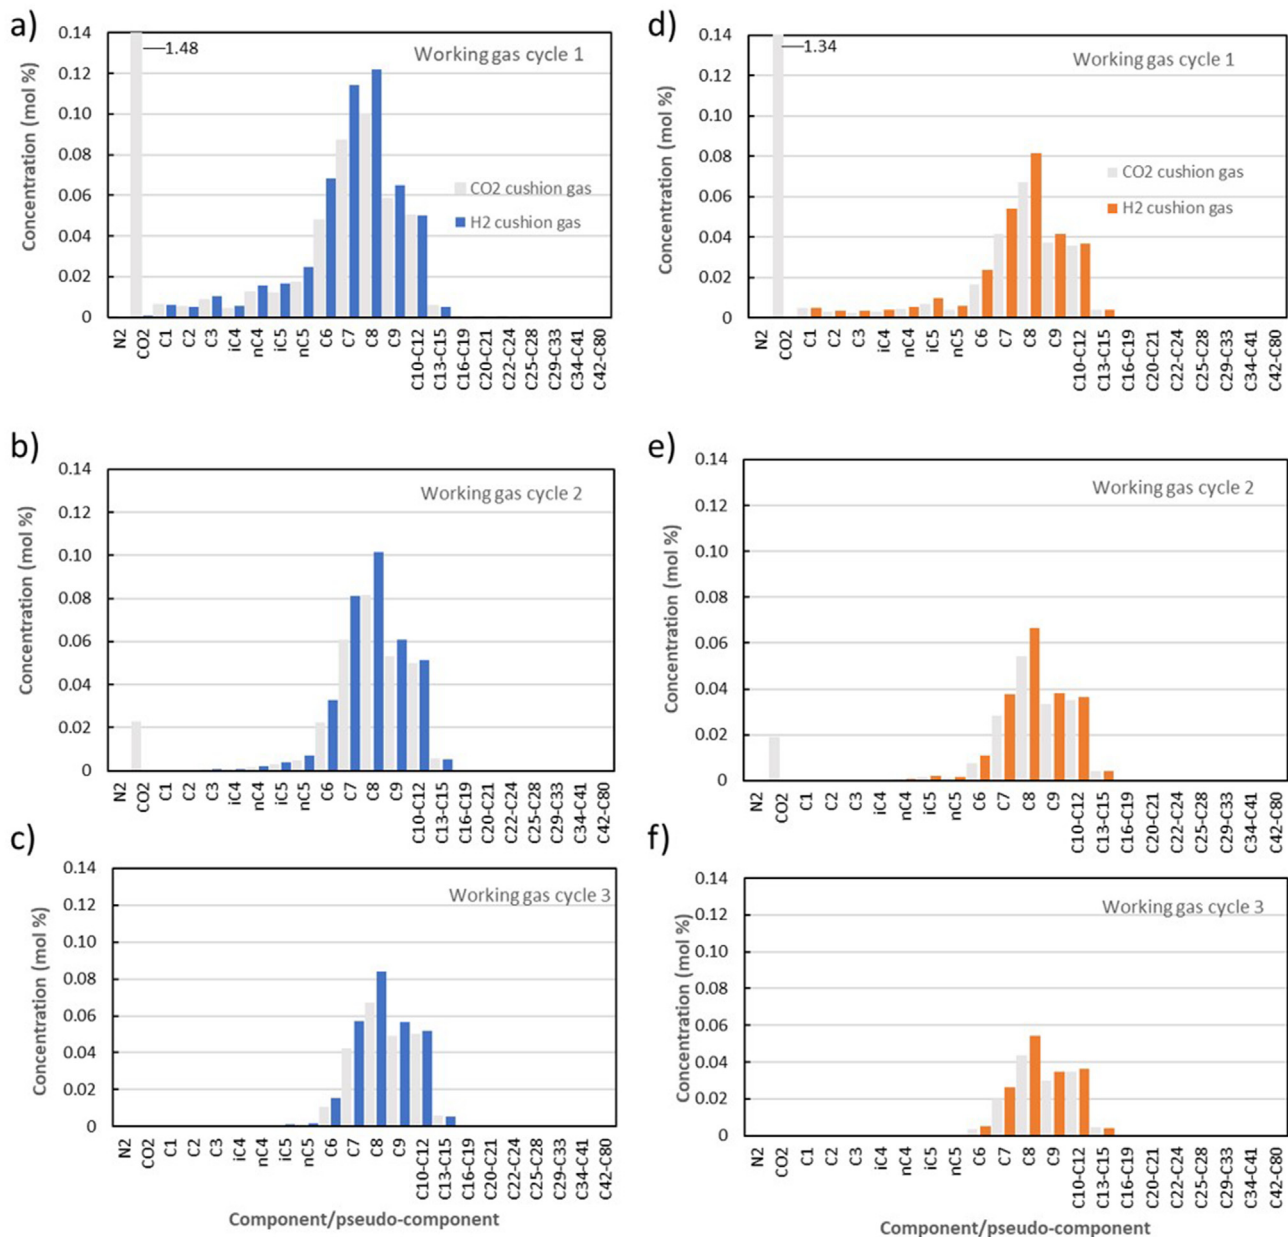 a)
Concentration (mol %)
0.14
0.12
0.10
0.08
0.06
0.04
0.02
0
1.48
Working gas cycle 1
CO2 cushion gas
H2 cushion gas
N2
CO2
C1
C2
C3
iC4
nC4
iC5
nC5
C6
C7
C8
C9
C10-C12
C13-C15
C16-C19
C20-C21
C22-C24
C25-C28
C29-C33
C34-C41
C42-C80
d)
Concentration (mol %)
0.14
0.12
0.10
0.08
0.06
0.04
0.02
0
1.34
Working gas cycle 1
CO2 cushion gas
H2 cushion gas
N2
CO2
C1
C2
C3
iC4
nC4
iC5
nC5
C6
C7
C8
C9
C10-C12
C13-C15
C16-C19
C20-C21
C22-C24
C25-C28
C29-C33
C34-C41
C42-C80
b)
Concentration (mol %)
0.14
0.12
0.10
0.08
0.06
0.04
0.02
0
Working gas cycle 2
N2
CO2
C1
C2
C3
iC4
nC4
iC5
nC5
C6
C7
C8
C9
C10-C12
C13-C15
C16-C19
C20-C21
C22-C24
C25-C28
C29-C33
C34-C41
C42-C80
e)
Concentration (mol %)
0.14
0.12
0.10
0.08
0.06
0.04
0.02
0
Working gas cycle 2
N2
CO2
C1
C2
C3
iC4
nC4
iC5
nC5
C6
C7
C8
C9
C10-C12
C13-C15
C16-C19
C20-C21
C22-C24
C25-C28
C29-C33
C34-C41
C42-C80
c)
Concentration (mol %)
0.14
0.12
0.10
0.08
0.06
0.04
0.02
0
Working gas cycle 3
N2
CO2
C1
C2
C3
iC4
nC4
iC5
nC5
C6
C7
C8
C9
C10-C12
C13-C15
C16-C19
C20-C21
C22-C24
C25-C28
C29-C33
C34-C41
C42-C80
Component/pseudo-component
f)
Concentration (mol %)
0.14
0.12
0.10
0.08
0.06
0.04
0.02
0
Working gas cycle 3
N2
CO2
C1
C2
C3
iC4
nC4
iC5
nC5
C6
C7
C8
C9
C10-C12
C13-C15
C16-C19
C20-C21
C22-C24
C25-C28
C29-C33
C34-C41
C42-C80
Component/pseudo-component